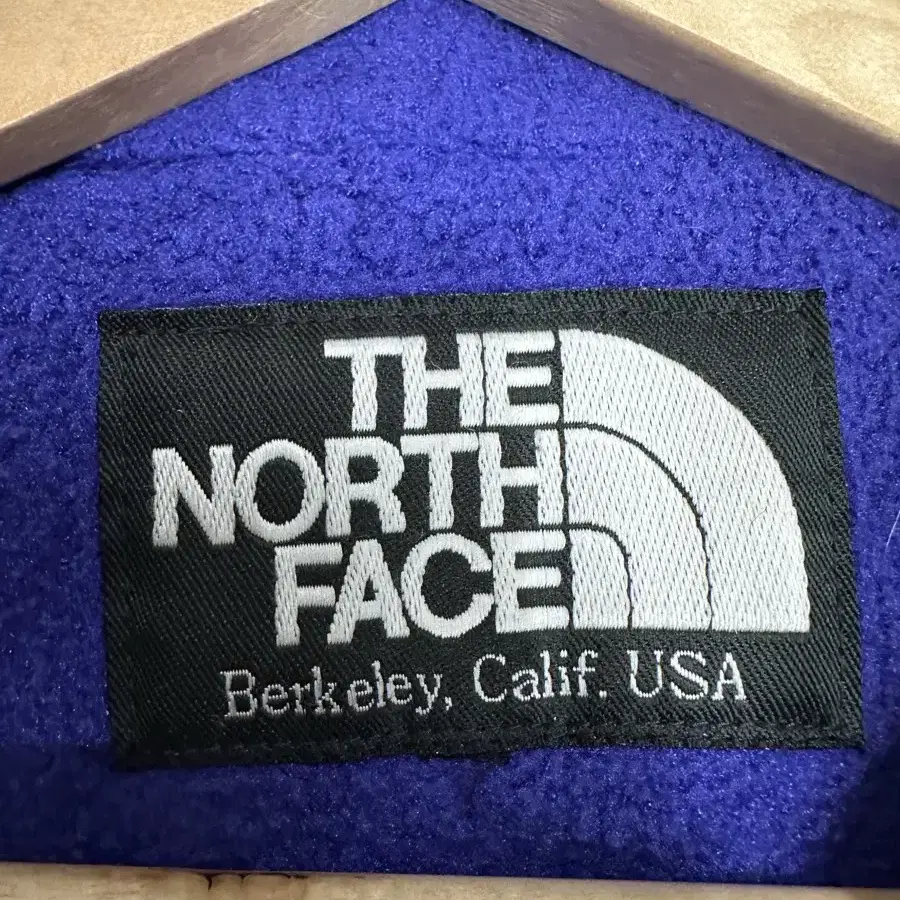 THE
NORTH
FACE
Berkeley, Calif. USA